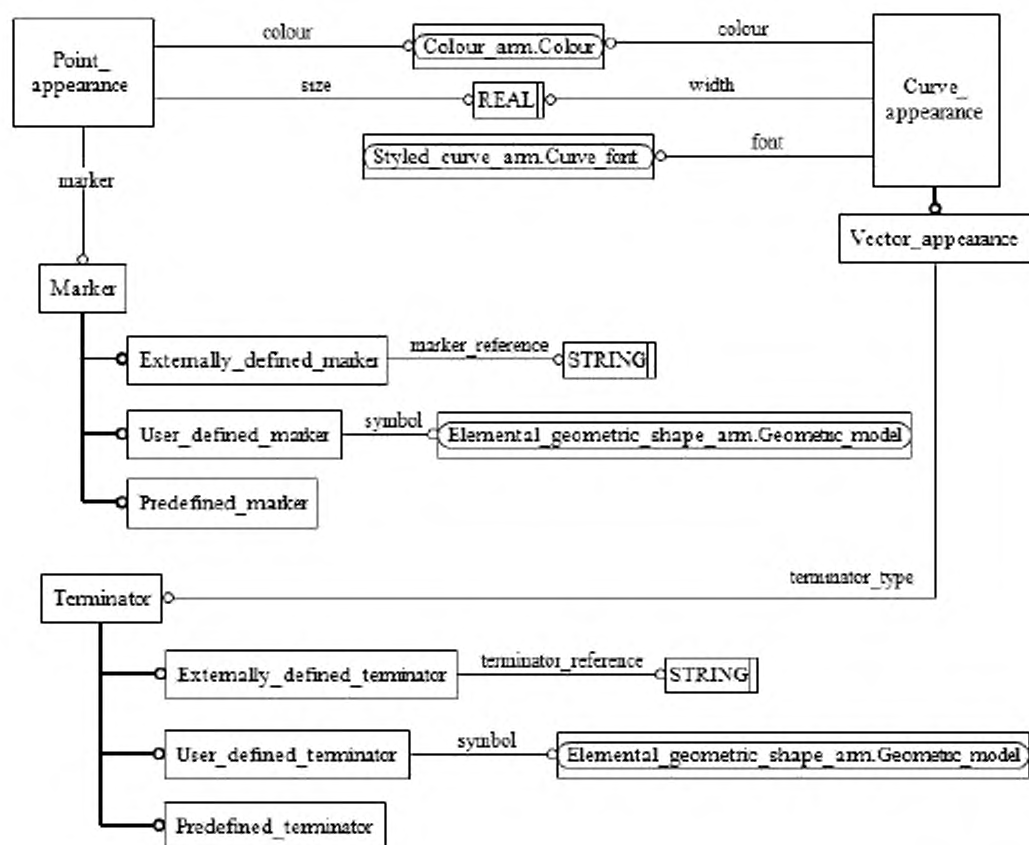 colour
Colour_arm.Colour
colour
Point_
appearance
size
REAL
width
Curve_
appearance
Styled_curve_arm.Curve_font
font
marker
Vector_appearance
Marker
Externally_defined_marker
marker_reference
STRING
User_defined_marker
symbol
Elemental_geometric_shape_arm.Geometric_model
Predefined_marker
terminator_type
Terminator
Externally_defined_terminator
terminator_reference
STRING
User_defined_terminator
symbol
Elemental_geometric_shape_arm.Geometric_model
Predefined_terminator